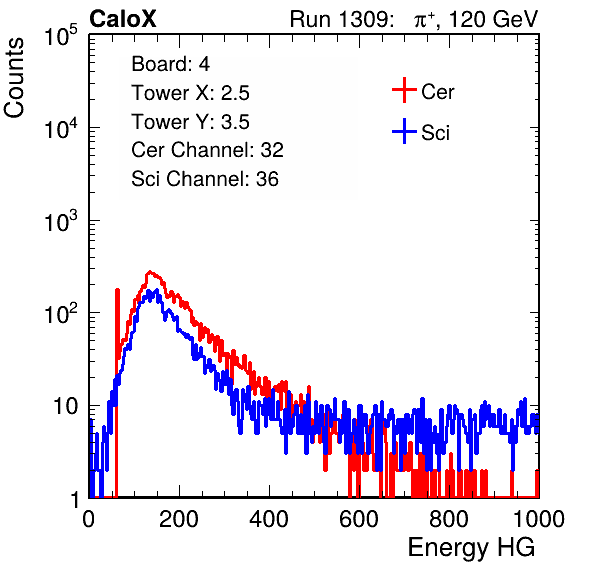 CaloX Run 1309: π⁺, 120 GeV
Counts
10⁵
10⁴
10³
10²
10
1
Board: 4
Tower X: 2.5
Tower Y: 3.5
Cer Channel: 32
Sci Channel: 36
Cer
Sci
0 200 400 600 800 1000
Energy HG